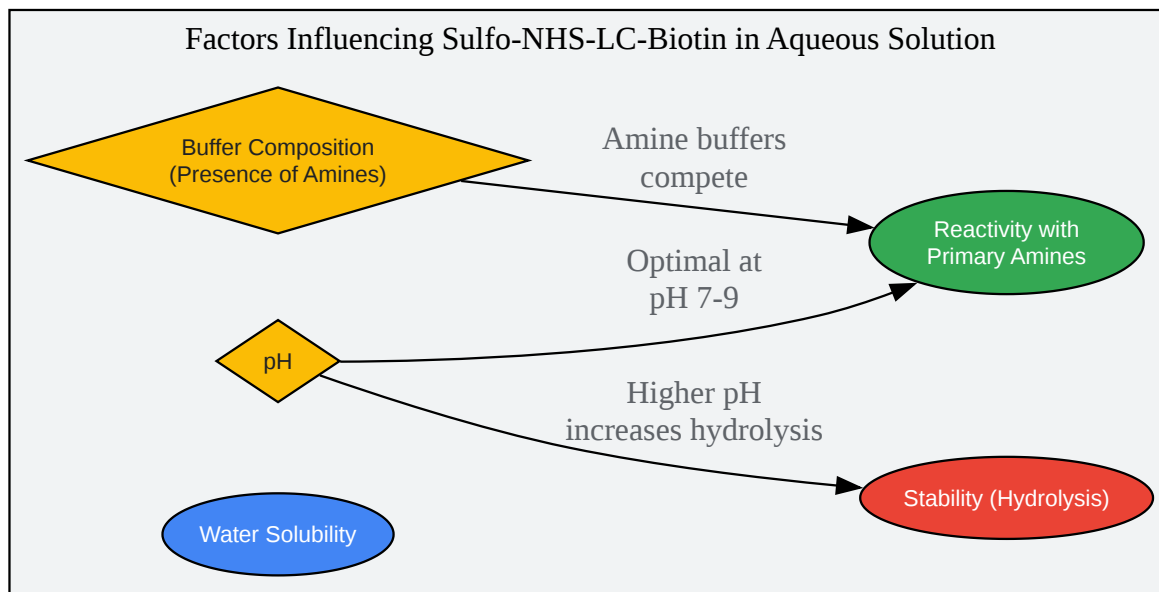 Factors Influencing Sulfo-NHS-LC-Biotin in Aqueous Solution
Buffer Composition
(Presence of Amines)
Amine buffers
compete
Reactivity with
Primary Amines
Optimal at
pH 7-9
pH
Higher pH
increases hydrolysis
Stability (Hydrolysis)
Water Solubility